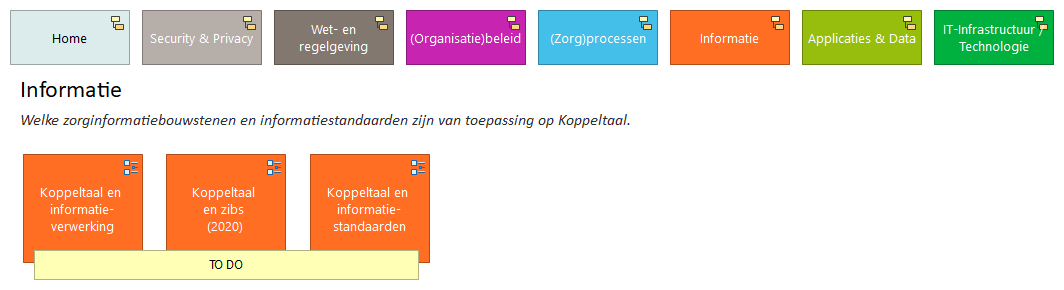 Home
Security & Privacy
Wet- en
regelgeving
(Organisatie)beleid
(Zorg)processen
Informatie
Applicaties & Data
IT-Infrastructuur /
Technologie
Informatie
Welke zorginformatiebouwstenen en informatiestandaarden zijn van toepassing op Koppeltaal.
Koppeltaal en
informatie-
verwerking
Koppeltaal
en zibs
(2020)
Koppeltaal en
informatie-
standaarden
TO DO